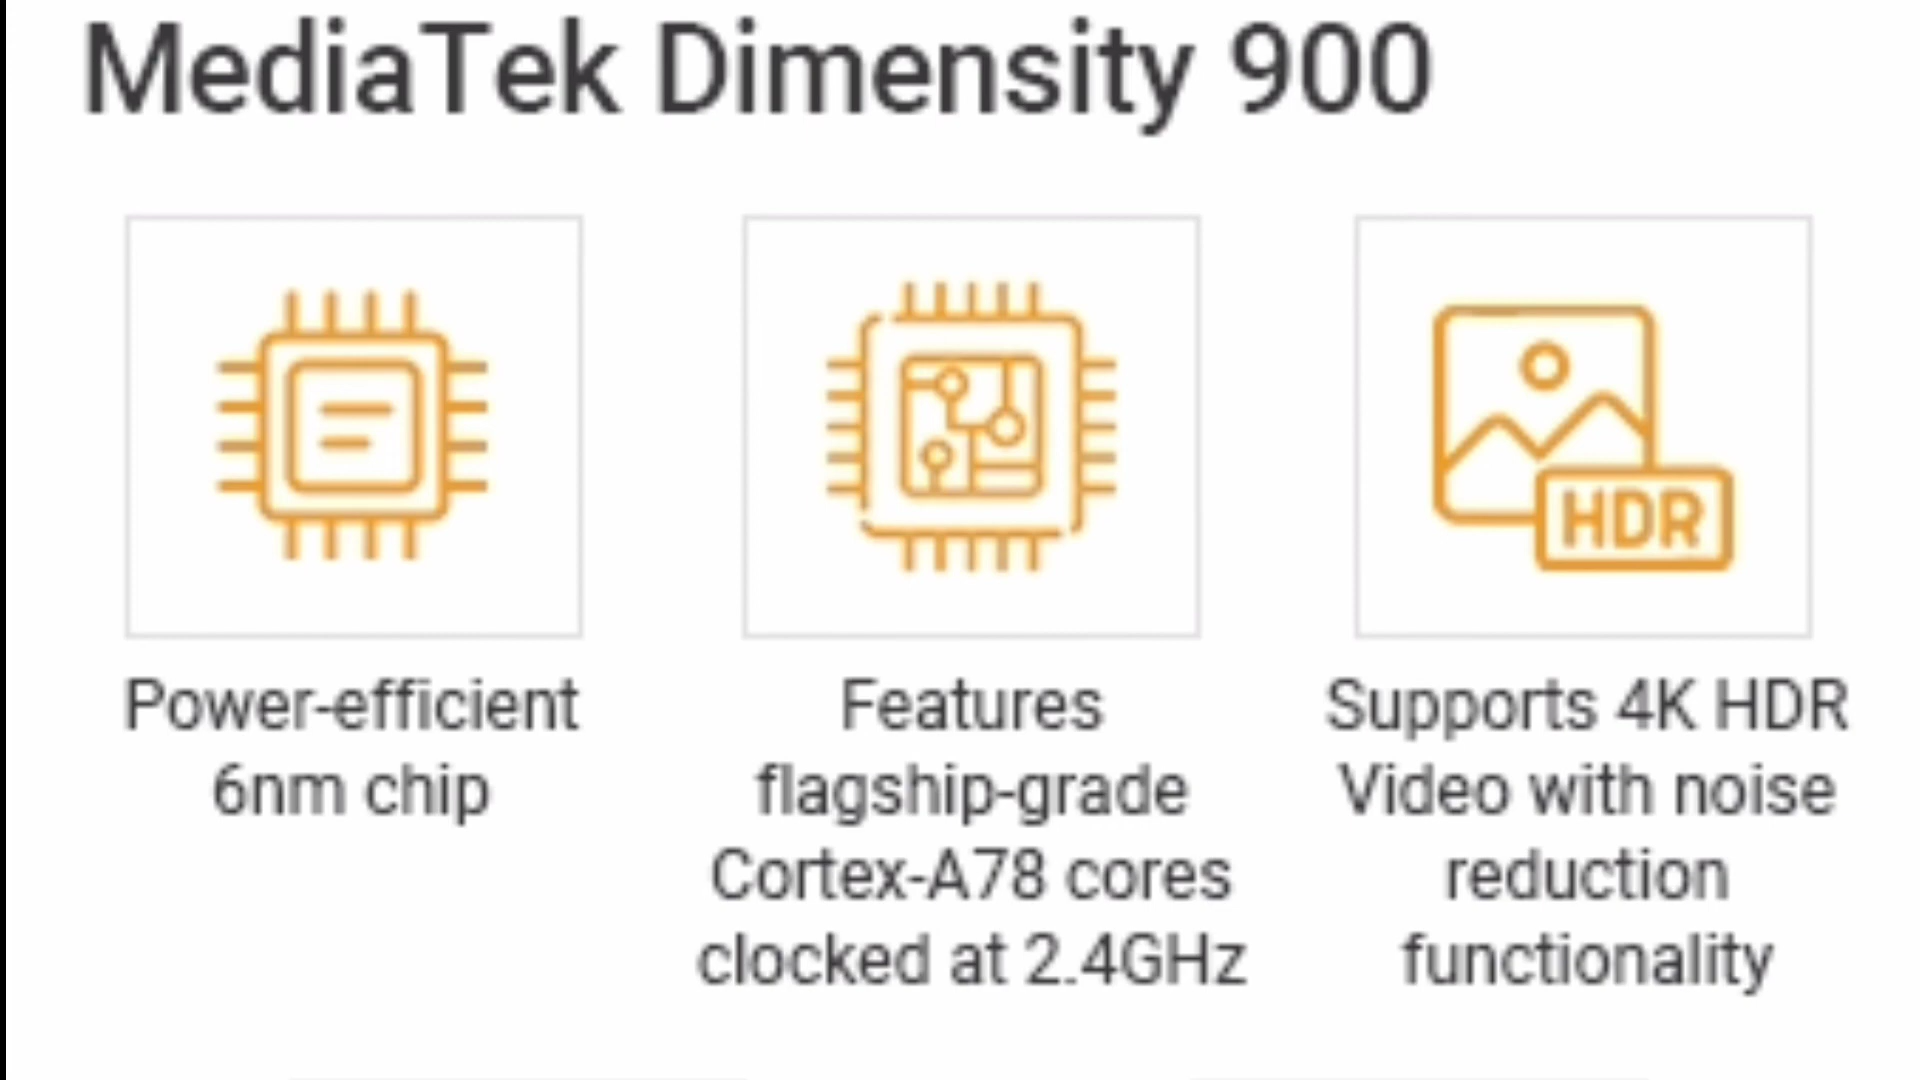 MediaTek Dimensity 900
HDR
Power-efficient
6nm chip
Features
flagship-grade
Cortex-A78 cores
clocked at 2.4GHz
Supports 4K HDR
Video with noise
reduction
functionality